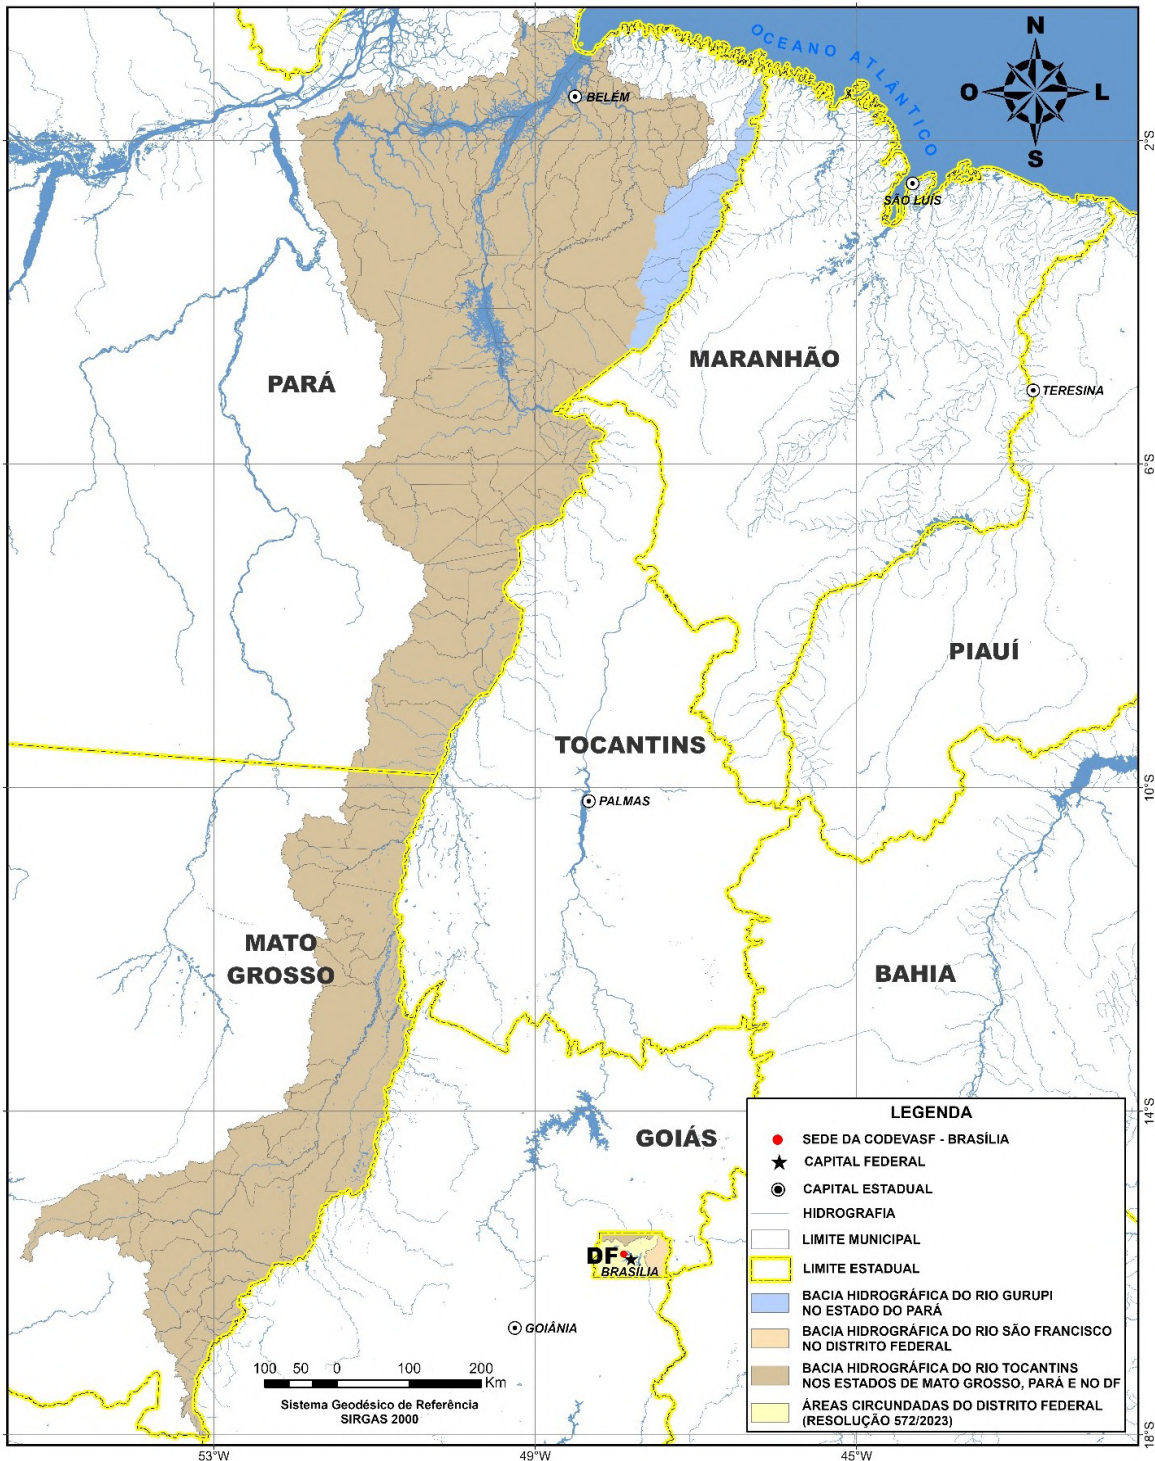 OCEANO ATLÂNTICO
N
O
L
S
BELÉM
2°S
SÃO LUÍS
MARANHÃO
PARÁ
TERESINA
6°S
PIAUÍ
TOCANTINS
PALMAS
10°S
MATO
GROSSO
BAHIA
14°S
GOIÁS
DF
BRASÍLIA
GOIÂNIA
100 50 0 100 200
Km
Sistema Geodésico de Referência
SIRGAS 2000
LEGENDA
SEDE DA CODEVASF - BRASÍLIA
CAPITAL FEDERAL
CAPITAL ESTADUAL
HIDROGRAFIA
LIMITE MUNICIPAL
LIMITE ESTADUAL
BACIA HIDROGRÁFICA DO RIO GURUPI
NO ESTADO DO PARÁ
BACIA HIDROGRÁFICA DO RIO SÃO FRANCISCO
NO DISTRITO FEDERAL
BACIA HIDROGRÁFICA DO RIO TOCANTINS
NOS ESTADOS DE MATO GROSSO, PARÁ E NO DF
ÁREAS CIRCUNDADAS DO DISTRITO FEDERAL
(RESOLUÇÃO 572/2023)
18°S
53°W
49°W
45°W